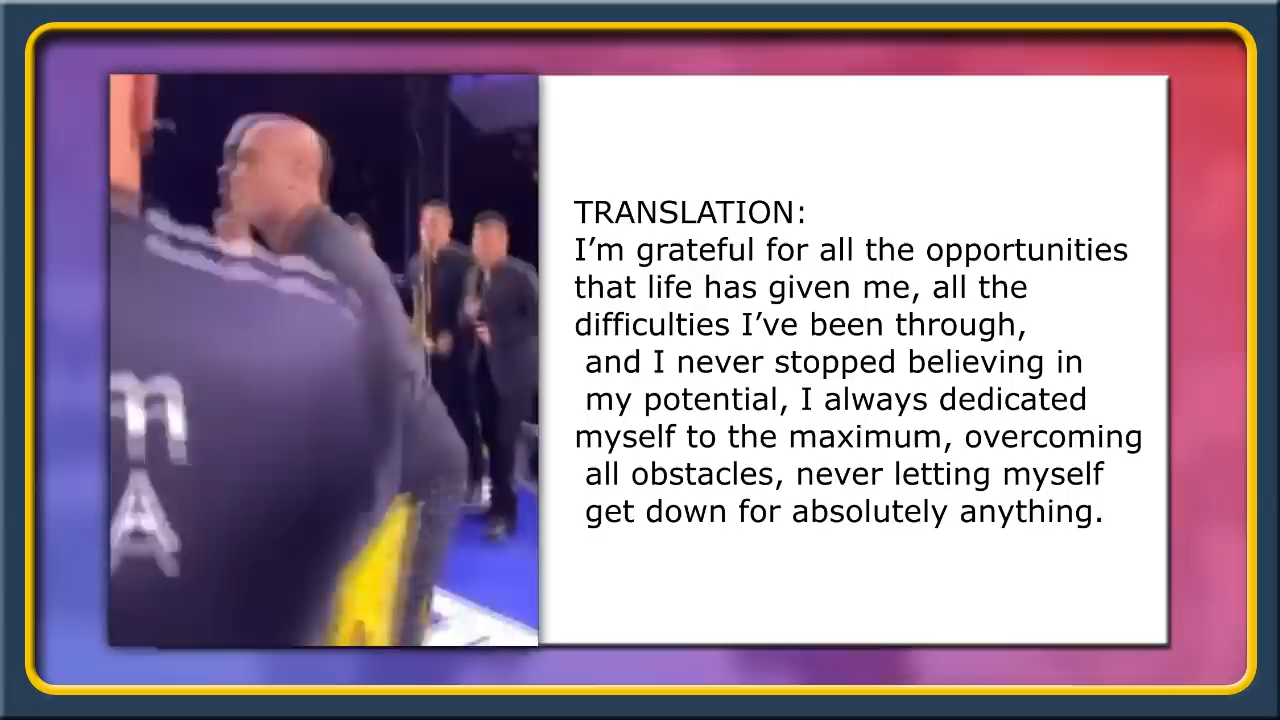 m
A
TRANSLATION:
I’m grateful for all the opportunities
that life has given me, all the
difficulties I’ve been through,
and I never stopped believing in
my potential, I always dedicated
myself to the maximum, overcoming
all obstacles, never letting myself
get down for absolutely anything.